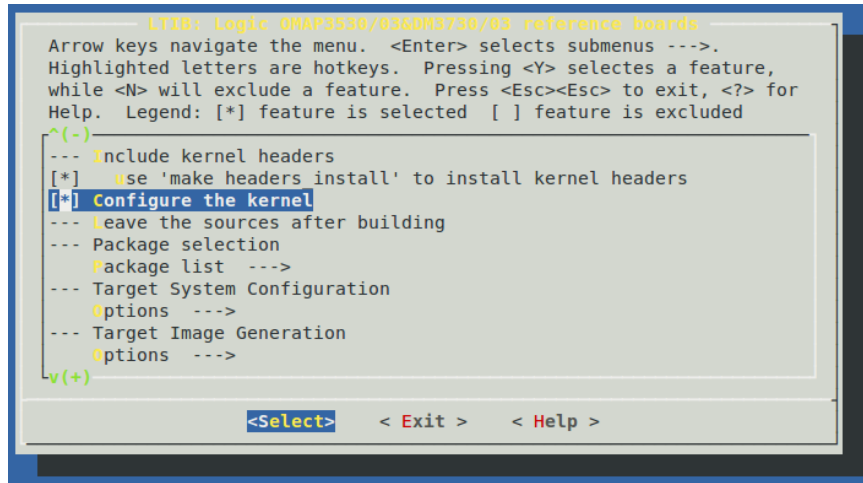 LTIB: Logic OMAP3530/03&DM3730/03 reference boards
Arrow keys navigate the menu.  <Enter> selects submenus --->.
Highlighted letters are hotkeys.  Pressing <Y> selectes a feature,
while <N> will exclude a feature.  Press <Esc><Esc> to exit, <?> for
Help.  Legend: [*] feature is selected  [ ] feature is excluded
^(-)
--- Include kernel headers
[*]   use 'make headers_install' to install kernel headers
[*] Configure the kernel
--- Leave the sources after building
--- Package selection
    Package list  --->
--- Target System Configuration
    Options  --->
--- Target Image Generation
    Options  --->
v(+)
<Select>    < Exit >    < Help >